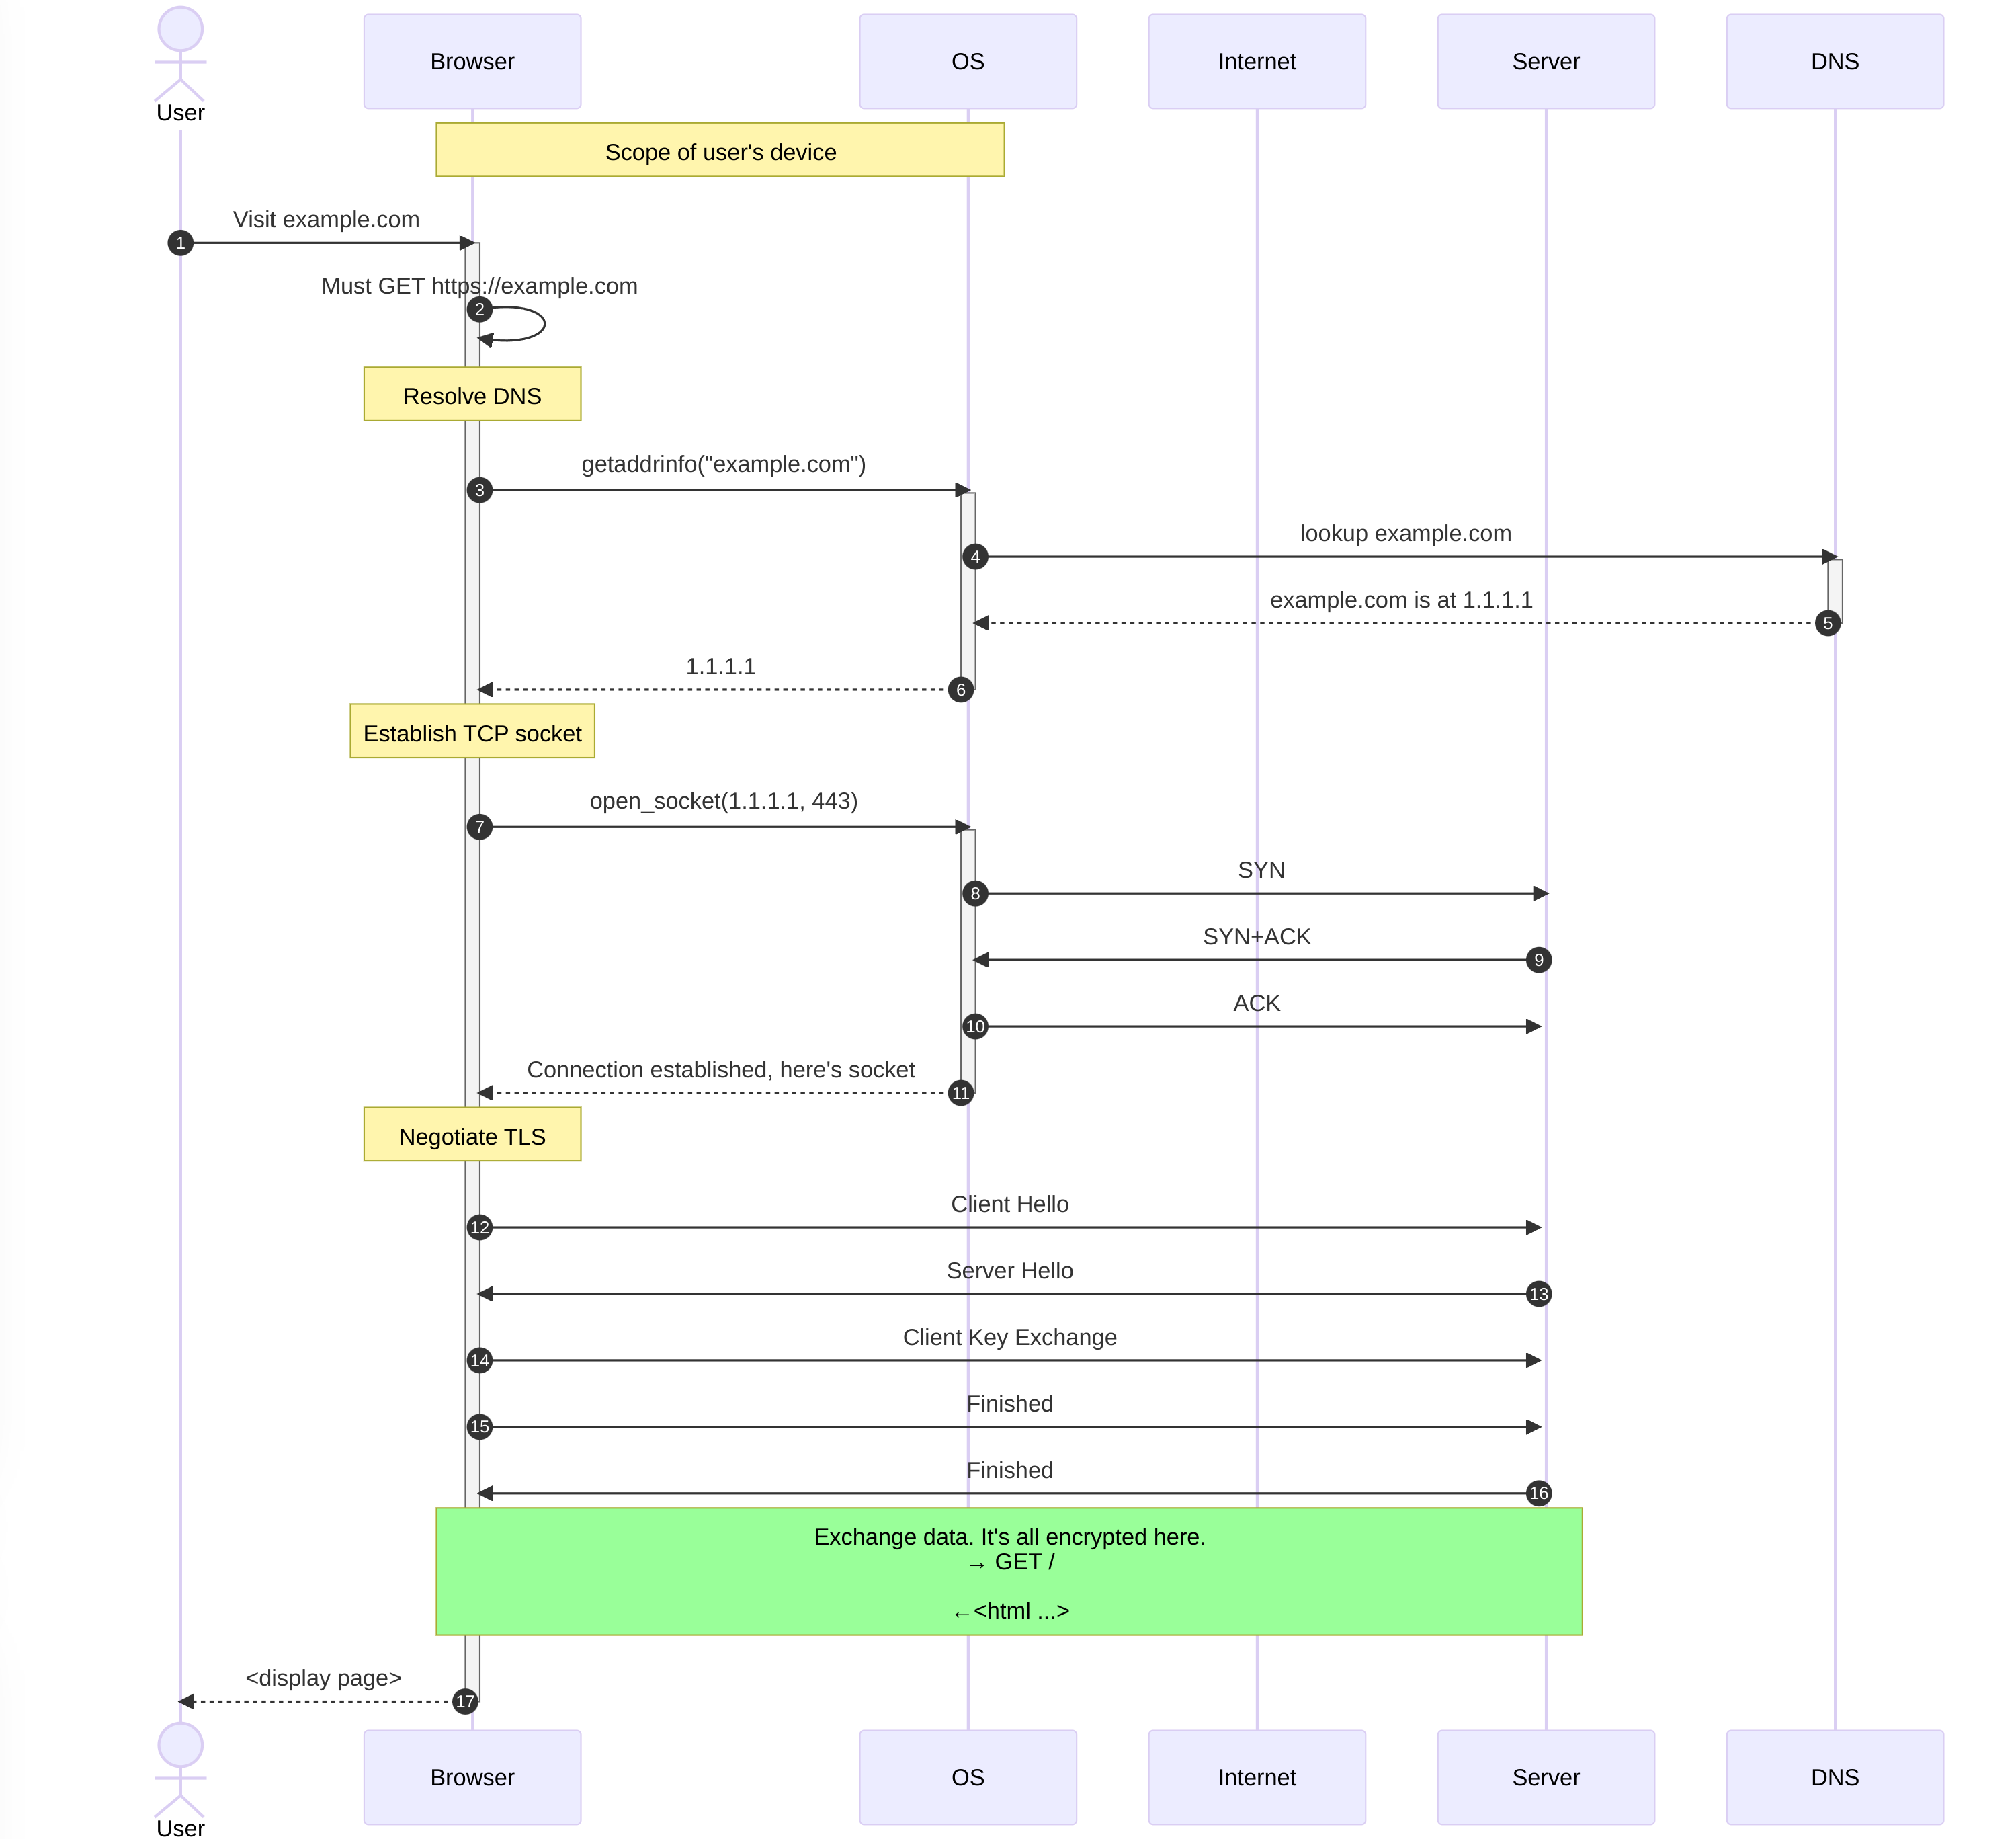 User
Browser
OS
Internet
Server
DNS
Scope of user's device
Visit example.com
1
Must GET https://example.com
2
Resolve DNS
getaddrinfo("example.com")
3
lookup example.com
4
example.com is at 1.1.1.1
5
1.1.1.1
6
Establish TCP socket
open_socket(1.1.1.1, 443)
7
SYN
8
SYN+ACK
9
ACK
10
Connection established, here's socket
11
Negotiate TLS
Client Hello
12
Server Hello
13
Client Key Exchange
14
Finished
15
Finished
16
Exchange data. It's all encrypted here.
→ GET /
←<html ...>
<display page>
17
User
Browser
OS
Internet
Server
DNS